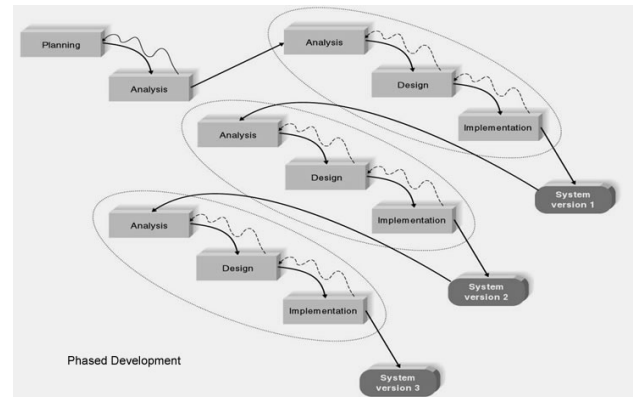 Planning
Analysis
Analysis
Design
Implementation
System
version 1
Analysis
Design
Implementation
System
version 2
Analysis
Design
Implementation
System
version 3
Phased Development